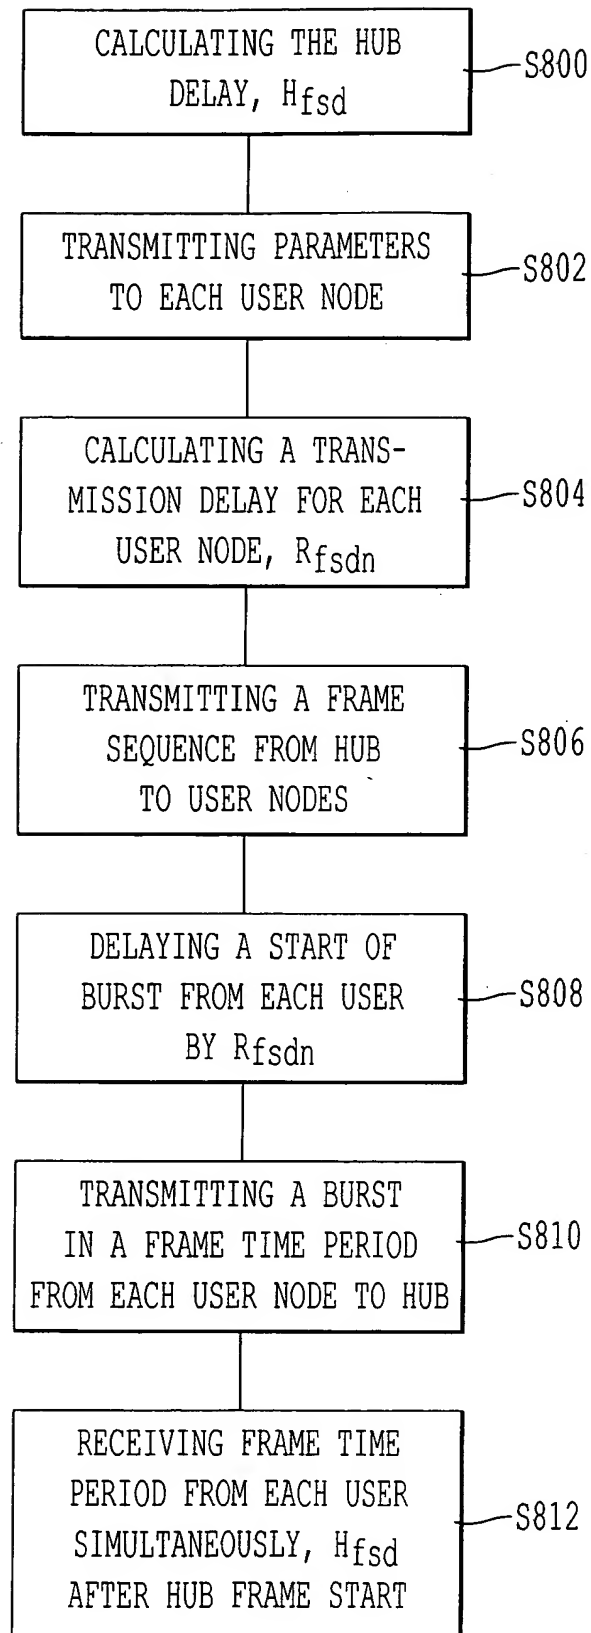 CALCULATING THE HUB
DELAY, Hfsd
S800
TRANSMITTING PARAMETERS
TO EACH USER NODE
S802
CALCULATING A TRANS-
MISSION DELAY FOR EACH
USER NODE, Rfsdn
S804
TRANSMITTING A FRAME
SEQUENCE FROM HUB
TO USER NODES
S806
DELAYING A START OF
BURST FROM EACH USER
BY Rfsdn
S808
TRANSMITTING A BURST
IN A FRAME TIME PERIOD
FROM EACH USER NODE TO HUB
S810
RECEIVING FRAME TIME
PERIOD FROM EACH USER
SIMULTANEOUSLY, Hfsd
AFTER HUB FRAME START
S812